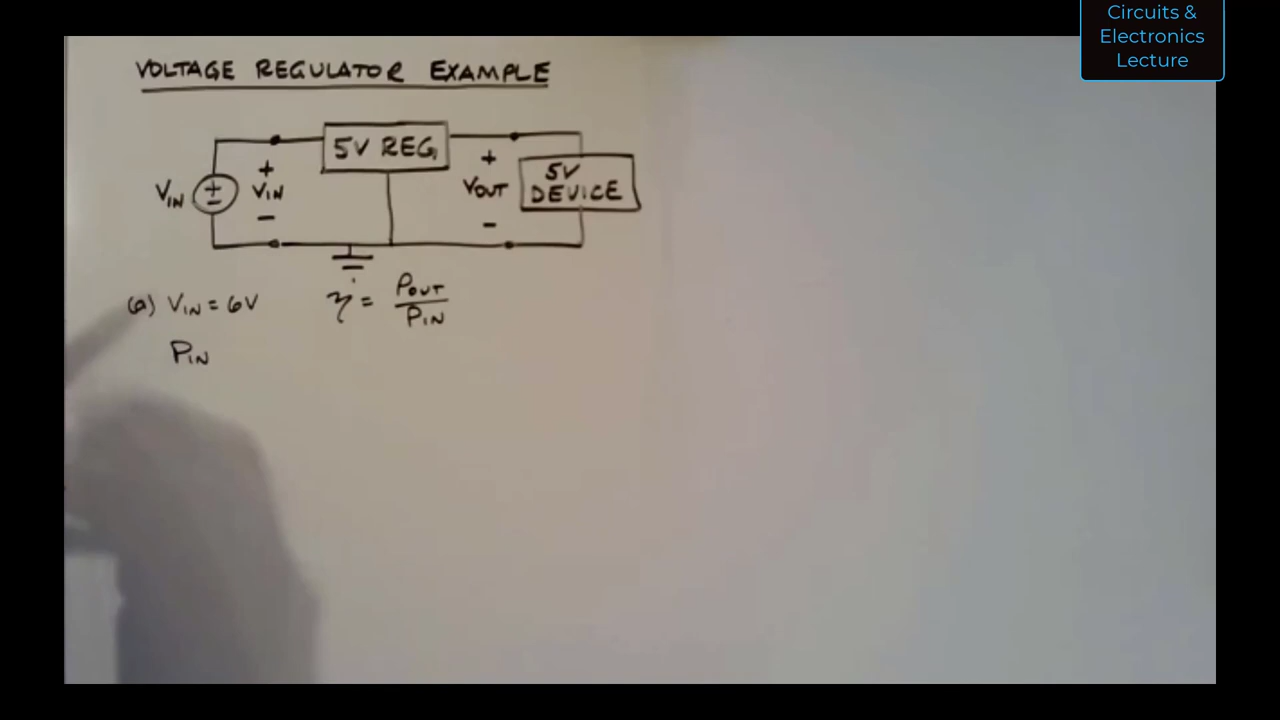 Circuits &
Electronics
Lecture
VOLTAGE REGULATOR EXAMPLE
5V REG.
+ + 5V
VIN + VIN VOUT DEVICE
- - -
(a) VIN = 6V η = POUT
PIN
PIN